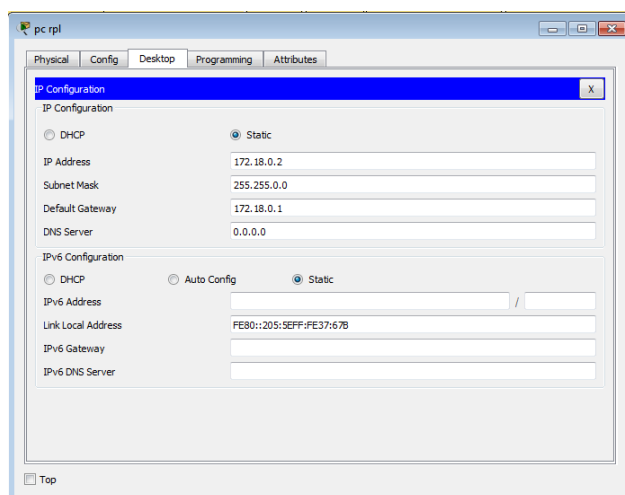 pc rpl
Physical Config Desktop Programming Attributes
IP Configuration X
IP Configuration
DHCP Static
IP Address 172.18.0.2
Subnet Mask 255.255.0.0
Default Gateway 172.18.0.1
DNS Server 0.0.0.0
IPv6 Configuration
DHCP Auto Config Static
IPv6 Address /
Link Local Address FE80::205:5EFF:FE37:67B
IPv6 Gateway
IPv6 DNS Server
Top